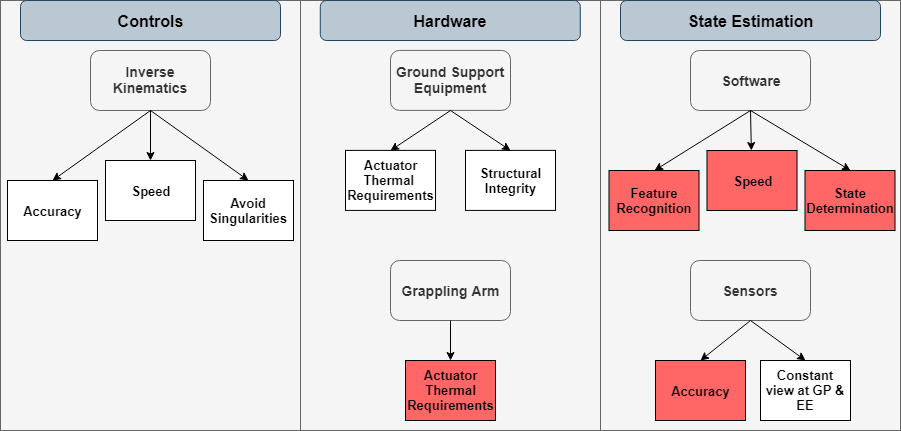 Controls
Inverse
Kinematics
Accuracy
Speed
Avoid
Singularities
Hardware
Ground Support
Equipment
Actuator
Thermal
Requirements
Structural
Integrity
Grappling Arm
Actuator
Thermal
Requirements
State Estimation
Software
Feature
Recognition
Speed
State
Determination
Sensors
Accuracy
Constant
view at GP &
EE